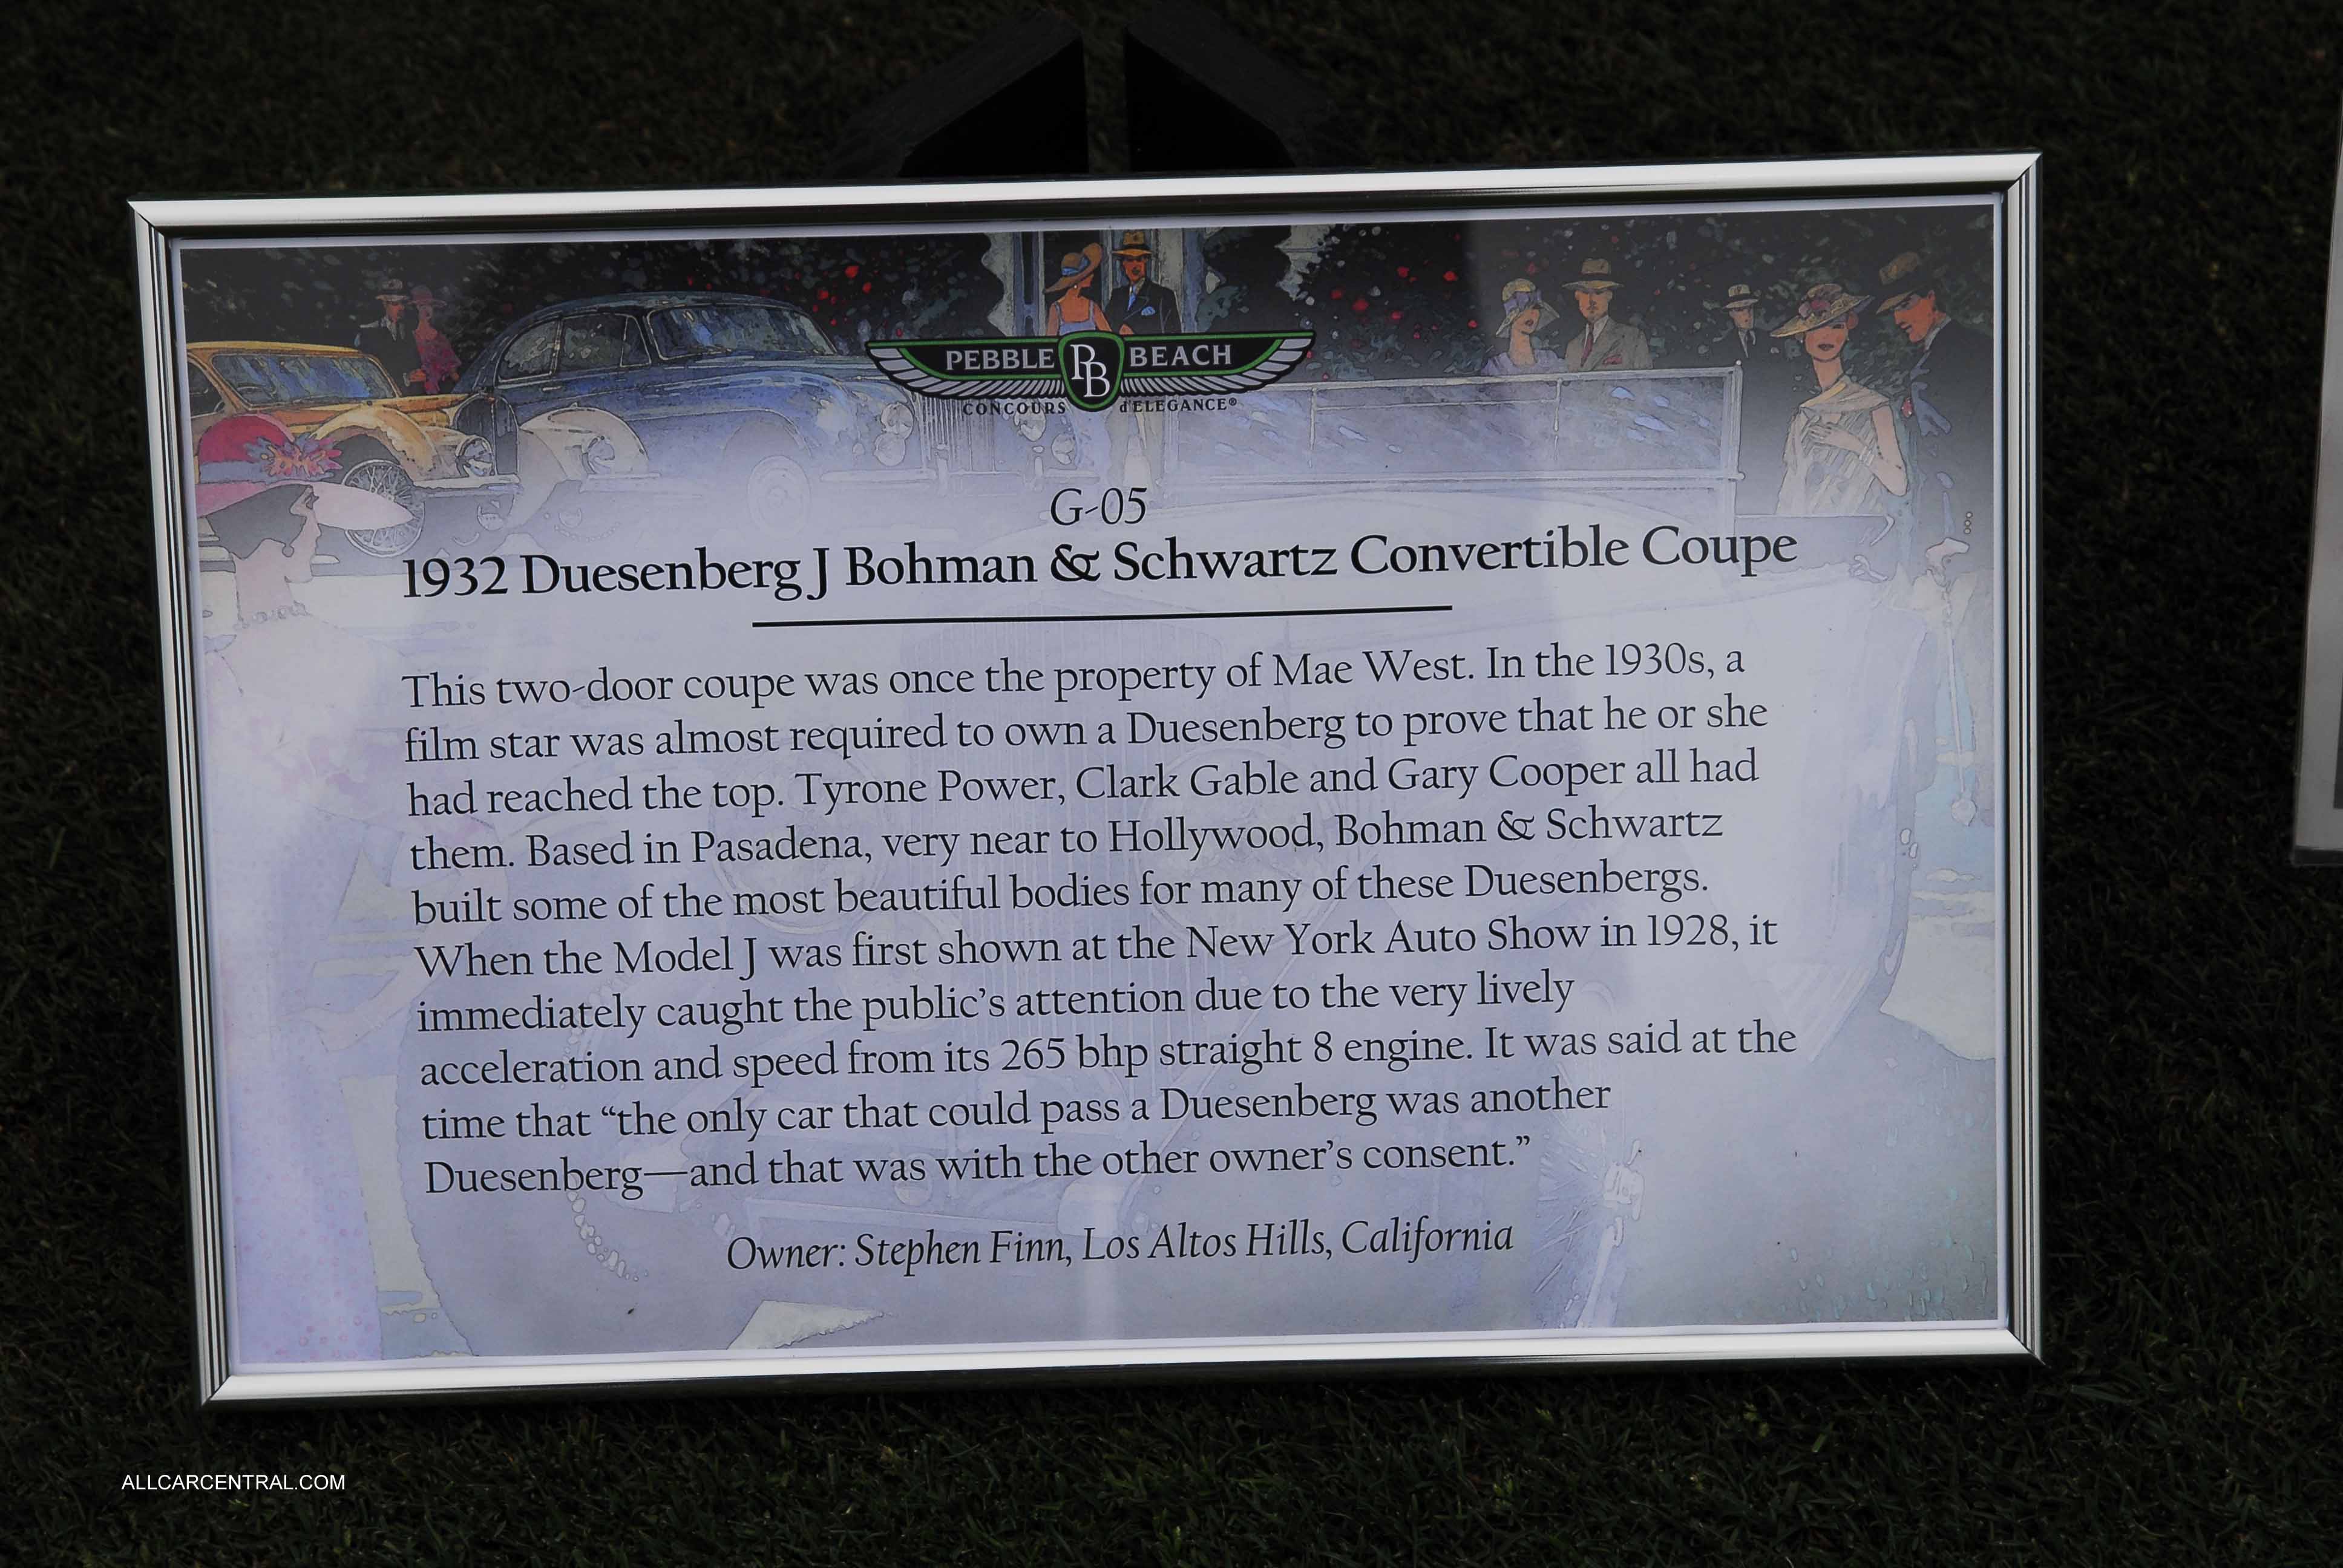 PEBBLE PB BEACH
CONCOURS d'ELEGANCE®
G-05
1932 Duesenberg J Bohman & Schwartz Convertible Coupe
This two-door coupe was once the property of Mae West. In the 1930s, a
film star was almost required to own a Duesenberg to prove that he or she
had reached the top. Tyrone Power, Clark Gable and Gary Cooper all had
them. Based in Pasadena, very near to Hollywood, Bohman & Schwartz
built some of the most beautiful bodies for many of these Duesenbergs.
When the Model J was first shown at the New York Auto Show in 1928, it
immediately caught the public's attention due to the very lively
acceleration and speed from its 265 bhp straight 8 engine. It was said at the
time that “the only car that could pass a Duesenberg was another
Duesenberg—and that was with the other owner's consent.”
Owner: Stephen Finn, Los Altos Hills, California
ALLCARCENTRAL.COM